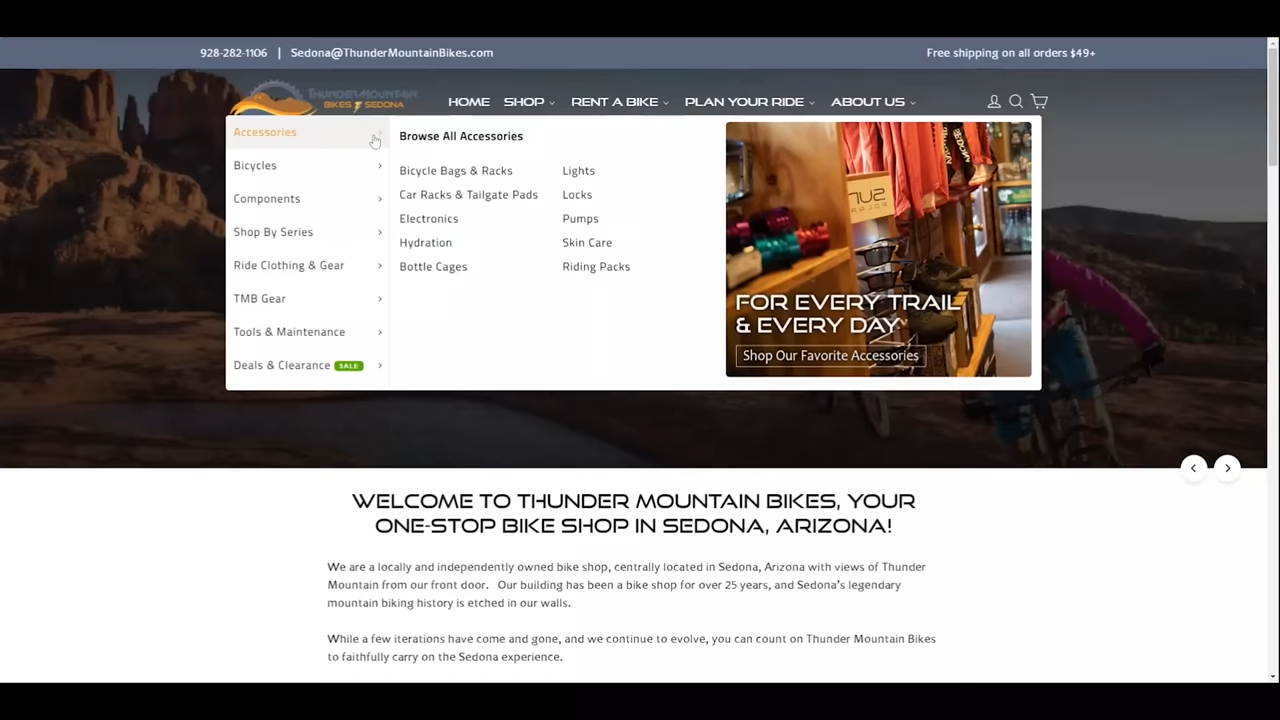 928-282-1106 | Sedona@ThunderMountainBikes.com
Free shipping on all orders $49+
THUNDERMOUNTAIN
BIKES SEDONA
HOME SHOP RENT A BIKE PLAN YOUR RIDE ABOUT US
Accessories
Bicycles
Components
Shop By Series
Ride Clothing & Gear
TMB Gear
Tools & Maintenance
Deals & Clearance SALE
Browse All Accessories
Bicycle Bags & Racks
Car Racks & Tailgate Pads
Electronics
Hydration
Bottle Cages
Lights
Locks
Pumps
Skin Care
Riding Packs
FOR EVERY TRAIL
& EVERY DAY
Shop Our Favorite Accessories
WELCOME TO THUNDER MOUNTAIN BIKES, YOUR
ONE-STOP BIKE SHOP IN SEDONA, ARIZONA!
We are a locally and independently owned bike shop, centrally located in Sedona, Arizona with views of Thunder
Mountain from our front door. Our building has been a bike shop for over 25 years, and Sedona's legendary
mountain biking history is etched in our walls.
While a few iterations have come and gone, and we continue to evolve, you can count on Thunder Mountain Bikes
to faithfully carry on the Sedona experience.